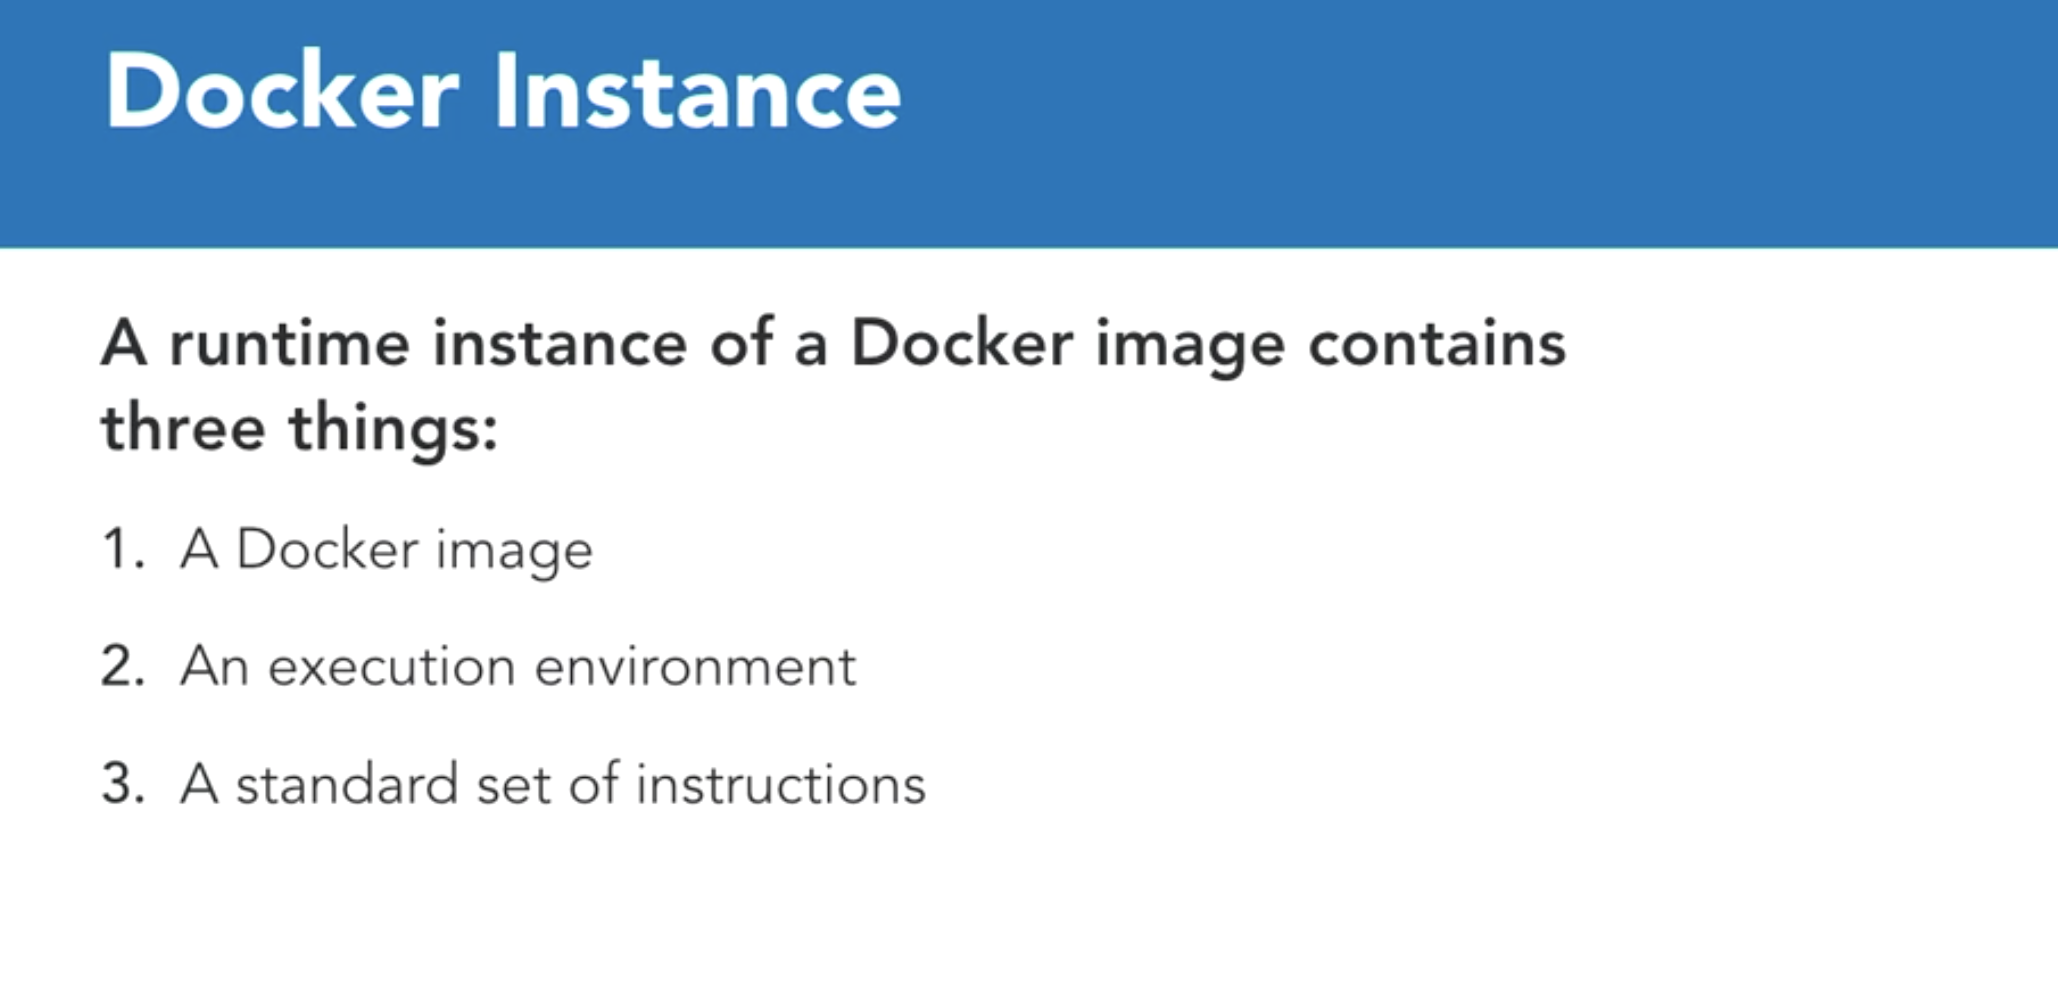 Docker Instance
A runtime instance of a Docker image contains
three things:
1. A Docker image
2. An execution environment
3. A standard set of instructions